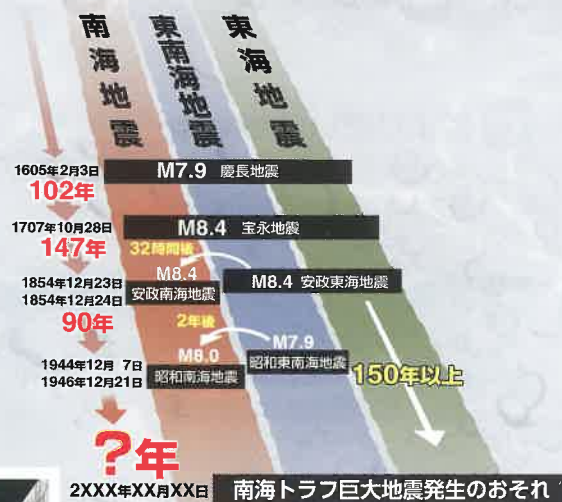 南海地震
東南海地震
東海地震
1605年2月3日
M7.9 慶長地震
102年
1707年10月28日
M8.4 宝永地震
147年
32時間後
1854年12月23日
1854年12月24日
M8.4
安政南海地震
M8.4 安政東海地震
90年
2年後
1944年12月 7日
1946年12月21日
M8.0
昭和南海地震
M7.9
昭和東南海地震
150年以上
?年
2XXX年XX月XX日
南海トラフ巨大地震発生のおそれ